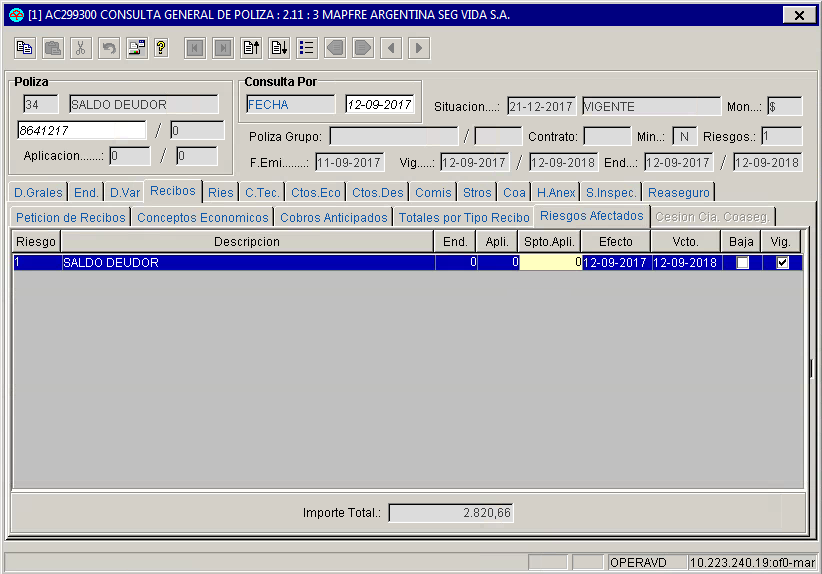 [1] AC299300 CONSULTA GENERAL DE POLIZA : 2.11 : 3 MAPFRE ARGENTINA SEG VIDA S.A.
Poliza
34 SALDO DEUDOR
8641217 / 0
Aplicacion.......: 0 / 0
Consulta Por
FECHA 12-09-2017
Situacion....: 21-12-2017 VIGENTE Mon...: $
Poliza Grupo: / Contrato: Min..: N Riesgos.: 1
F.Emi........: 11-09-2017 Vig.....: 12-09-2017 / 12-09-2018 End...: 12-09-2017 / 12-09-2018
D.Grales End. D.Var Recibos Ries C.Tec. Ctos.Eco Ctos.Des Comis Stros Coa H.Anex S.Inspec. Reaseguro
Peticion de Recibos Conceptos Economicos Cobros Anticipados Totales por Tipo Recibo Riesgos Afectados Cesion Cia. Coaseg.
Riesgo Descripcion End. Apli. Spto.Apli. Efecto Vcto. Baja Vig.
1 SALDO DEUDOR 0 0 0 12-09-2017 12-09-2018
Importe Total.: 2.820,66
OPERAVD 10.223.240.19:of0-mar